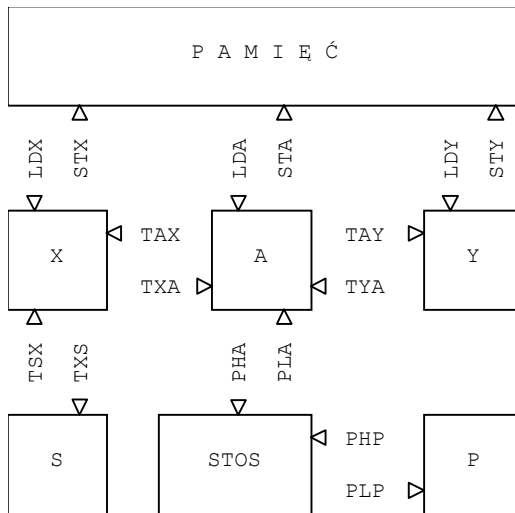 P A M I Ę Ć
LDX STX LDA STA LDY STY
X TAX A TAY Y
TXA TYA
TSX TXS PHA PLA
S STOS PHP P
PLP